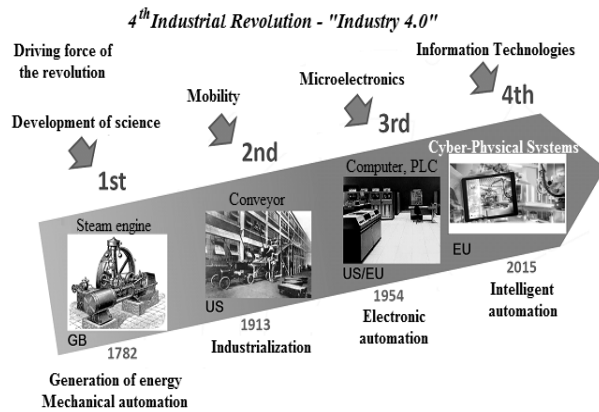 4th Industrial Revolution - "Industry 4.0"
Driving force
of the revolution
Development of science
1st
Steam engine
GB
1782
Generation of energy
Mechanical automation
Mobility
2nd
Conveyor
US
1913
Industrialization
Microelectronics
3rd
Computer, PLC
US/EU
1954
Electronic
automation
Information Technologies
4th
Cyber-Physical Systems
EU
2015
Intelligent
automation